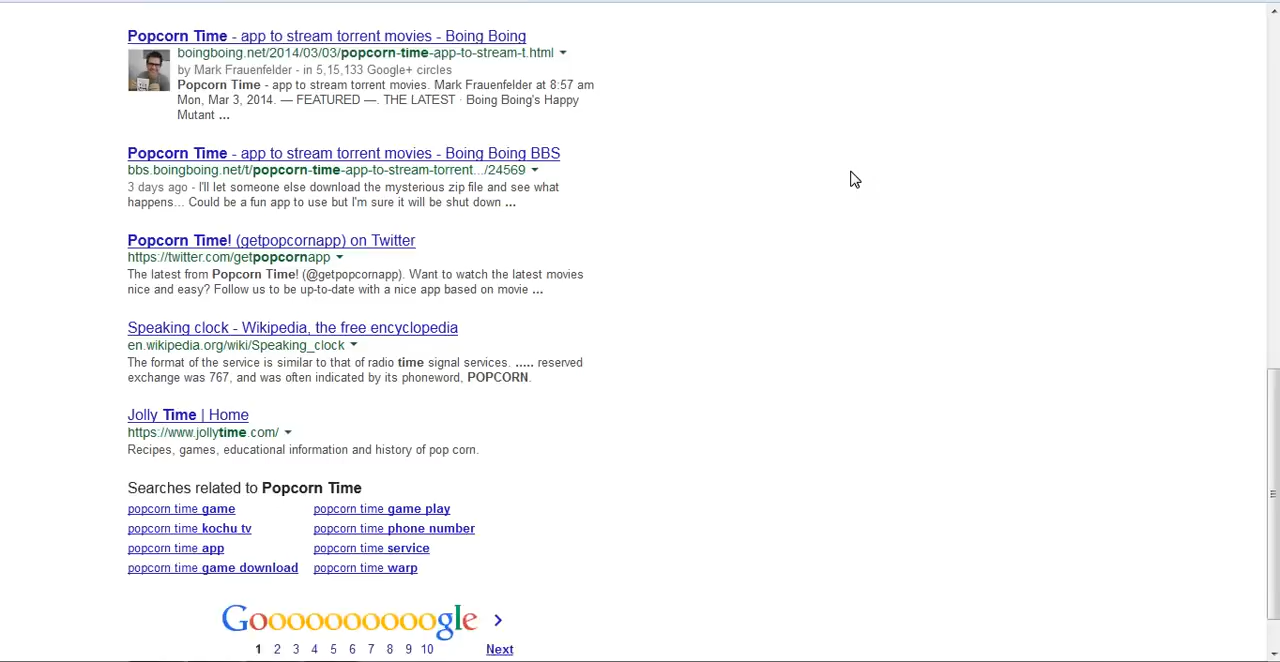 Popcorn Time - app to stream torrent movies - Boing Boing
boingboing.net/2014/03/03/popcorn-time-app-to-stream-t.html
by Mark Frauenfelder - in 5,15,133 Google+ circles
Popcorn Time - app to stream torrent movies. Mark Frauenfelder at 8:57 am
Mon, Mar 3, 2014. — FEATURED —. THE LATEST · Boing Boing's Happy
Mutant ...
Popcorn Time - app to stream torrent movies - Boing Boing BBS
bbs.boingboing.net/t/popcorn-time-app-to-stream-torrent.../24569
3 days ago - I'll let someone else download the mysterious zip file and see what
happens... Could be a fun app to use but I'm sure it will be shut down ...
Popcorn Time! (getpopcornapp) on Twitter
https://twitter.com/getpopcornapp
The latest from Popcorn Time! (@getpopcornapp). Want to watch the latest movies
nice and easy? Follow us to be up-to-date with a nice app based on movie ...
Speaking clock - Wikipedia, the free encyclopedia
en.wikipedia.org/wiki/Speaking_clock
The format of the service is similar to that of radio time signal services. ..... reserved
exchange was 767, and was often indicated by its phoneword, POPCORN.
Jolly Time | Home
https://www.jollytime.com/
Recipes, games, educational information and history of pop corn.
Searches related to Popcorn Time
popcorn time game popcorn time game play
popcorn time kochu tv popcorn time phone number
popcorn time app popcorn time service
popcorn time game download popcorn time warp
Goooooooooogle >
1 2 3 4 5 6 7 8 9 10 Next